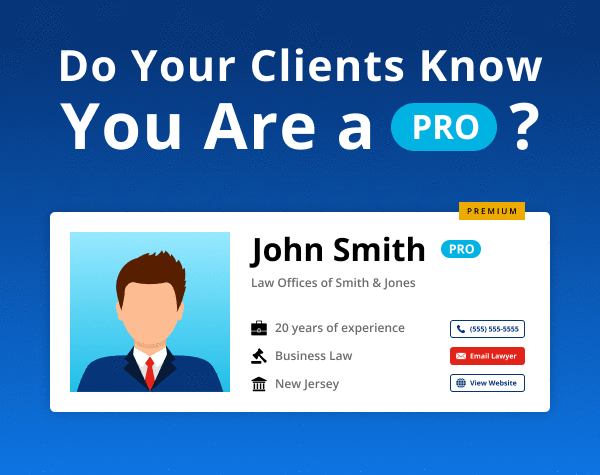 Do Your Clients Know
You Are a PRO ?
PREMIUM
John Smith PRO
Law Offices of Smith & Jones
20 years of experience
(555) 555-5555
Business Law
Email Lawyer
New Jersey
View Website